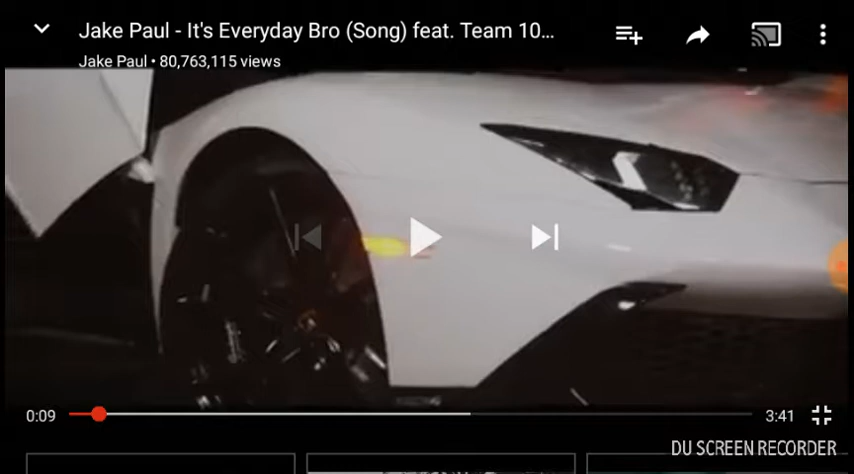 Jake Paul - It's Everyday Bro (Song) feat. Team 10...
Jake Paul • 80,763,115 views
0:09
3:41
DU SCREEN RECORDER